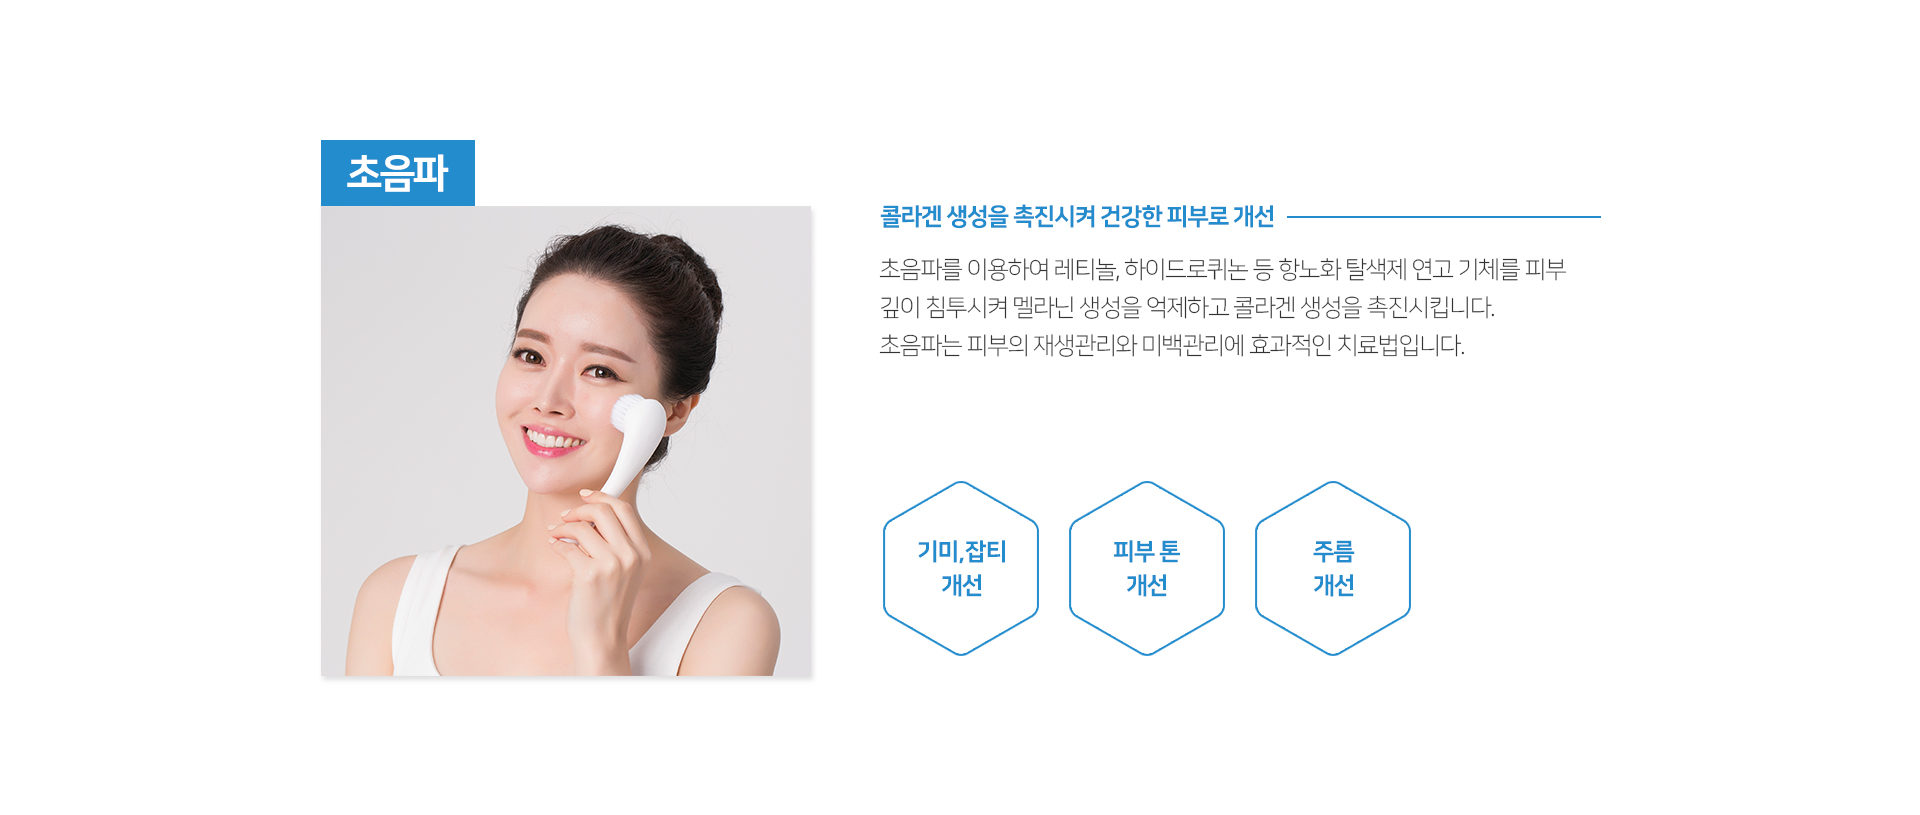 초음파
콜라겐 생성을 촉진시켜 건강한 피부로 개선
초음파를 이용하여 레티놀, 하이드로퀴논 등 항노화 탈색제 연고 기체를 피부
깊이 침투시켜 멜라닌 생성을 억제하고 콜라겐 생성을 촉진시킵니다.
초음파는 피부의 재생관리와 미백관리에 효과적인 치료법입니다.
기미,잡티
개선
피부 톤
개선
주름
개선